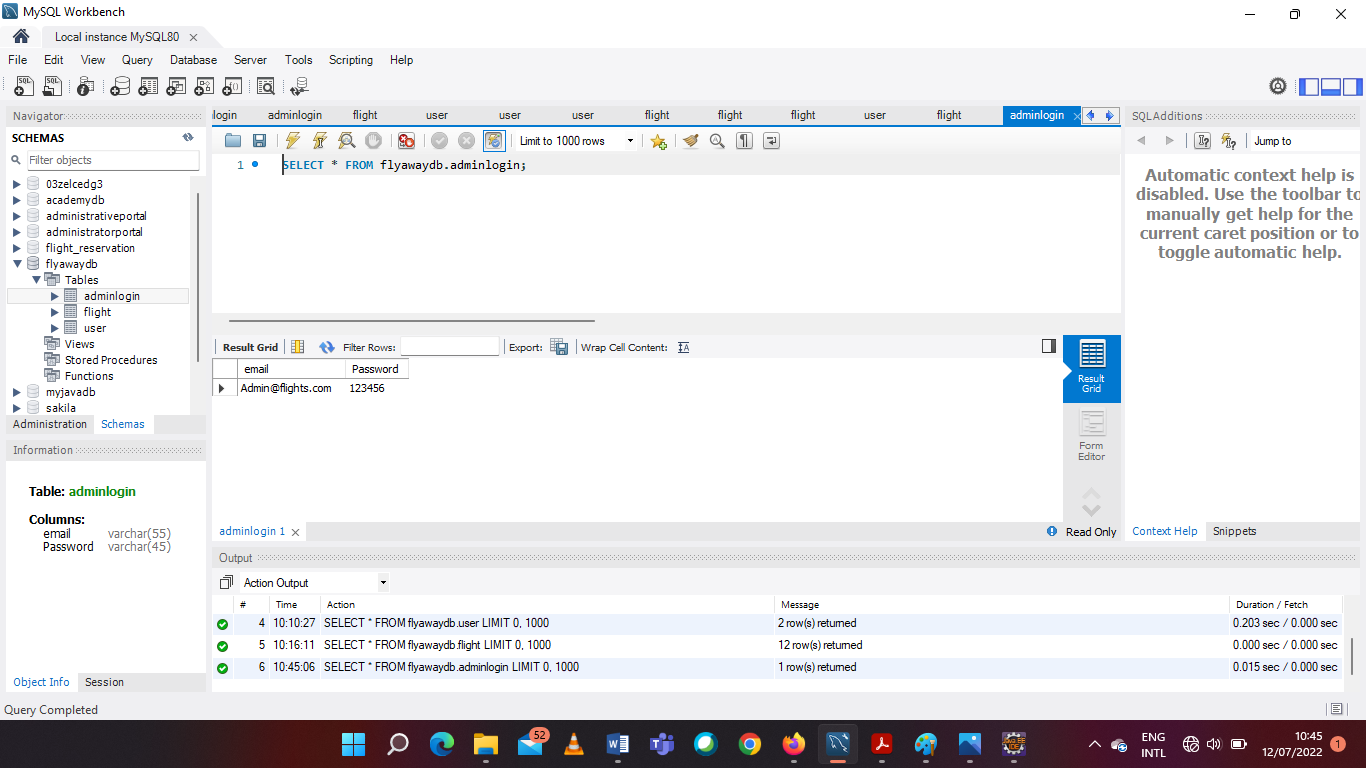 MySQL Workbench
Local instance MySQL80
File Edit View Query Database Server Tools Scripting Help
Navigator
SCHEMAS
Filter objects
03zelcedg3
academydb
administrativeportal
administratorportal
flight_reservation
flyawaydb
Tables
adminlogin
flight
user
Views
Stored Procedures
Functions
myjavadb
sakila
Administration Schemas
Information
Table: adminlogin
Columns:
email varchar(55)
Password varchar(45)
Object Info Session
login adminlogin flight user user user flight flight flight user flight adminlogin
Limit to 1000 rows
1 SELECT * FROM flyawaydb.adminlogin;
Result Grid Filter Rows: Export: Wrap Cell Content:
email Password
Admin@flights.com 123456
Result
Grid
Form
Editor
adminlogin 1
Read Only
SQLAdditions
Jump to
Automatic context help is
disabled. Use the toolbar to
manually get help for the
current caret position or to
toggle automatic help.
Context Help Snippets
Output
Action Output
# Time Action Message Duration / Fetch
4 10:10:27 SELECT * FROM flyawaydb.user LIMIT 0, 1000 2 row(s) returned 0.203 sec / 0.000 sec
5 10:16:11 SELECT * FROM flyawaydb.flight LIMIT 0, 1000 12 row(s) returned 0.000 sec / 0.000 sec
6 10:45:06 SELECT * FROM flyawaydb.adminlogin LIMIT 0, 1000 1 row(s) returned 0.015 sec / 0.000 sec
Query Completed
52
ENG
INTL
10:45
12/07/2022
1